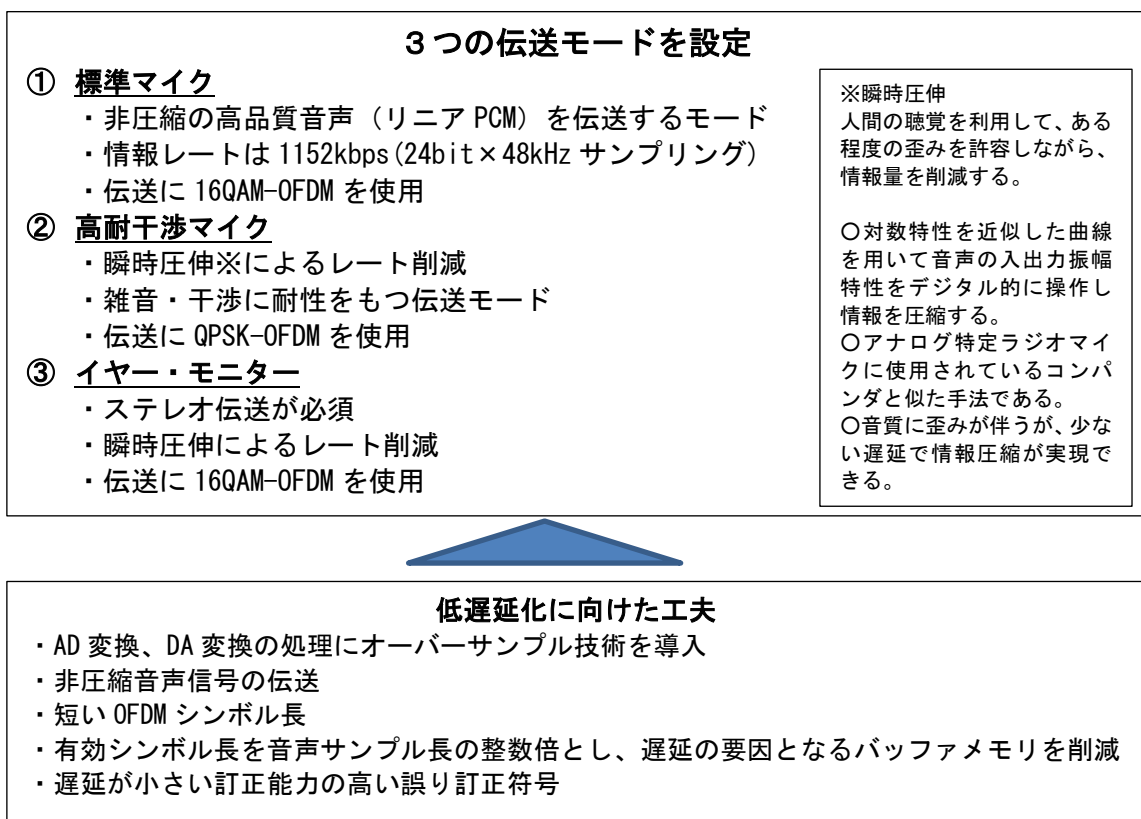 ３つの伝送モードを設定
① 標準マイク
・非圧縮の高品質音声（リニア PCM）を伝送するモード
・情報レートは 1152kbps(24bit×48kHz サンプリング)
・伝送に 16QAM-OFDM を使用
② 高耐干渉マイク
・瞬時圧伸※によるレート削減
・雑音・干渉に耐性をもつ伝送モード
・伝送に QPSK-OFDM を使用
③ イヤー・モニター
・ステレオ伝送が必須
・瞬時圧伸によるレート削減
・伝送に 16QAM-OFDM を使用
※瞬時圧伸
人間の聴覚を利用して、ある
程度の歪みを許容しながら、
情報量を削減する。
〇対数特性を近似した曲線
を用いて音声の入出力振幅
特性をデジタル的に操作し
情報を圧縮する。
〇アナログ特定ラジオマイ
クに使用されているコンパ
ンダと似た手法である。
〇音質に歪みが伴うが、少な
い遅延で情報圧縮が実現で
きる。
低遅延化に向けた工夫
・AD 変換、DA 変換の処理にオーバーサンプル技術を導入
・非圧縮音声信号の伝送
・短い OFDM シンボル長
・有効シンボル長を音声サンプル長の整数倍とし、遅延の要因となるバッファメモリを削減
・遅延が小さい訂正能力の高い誤り訂正符号